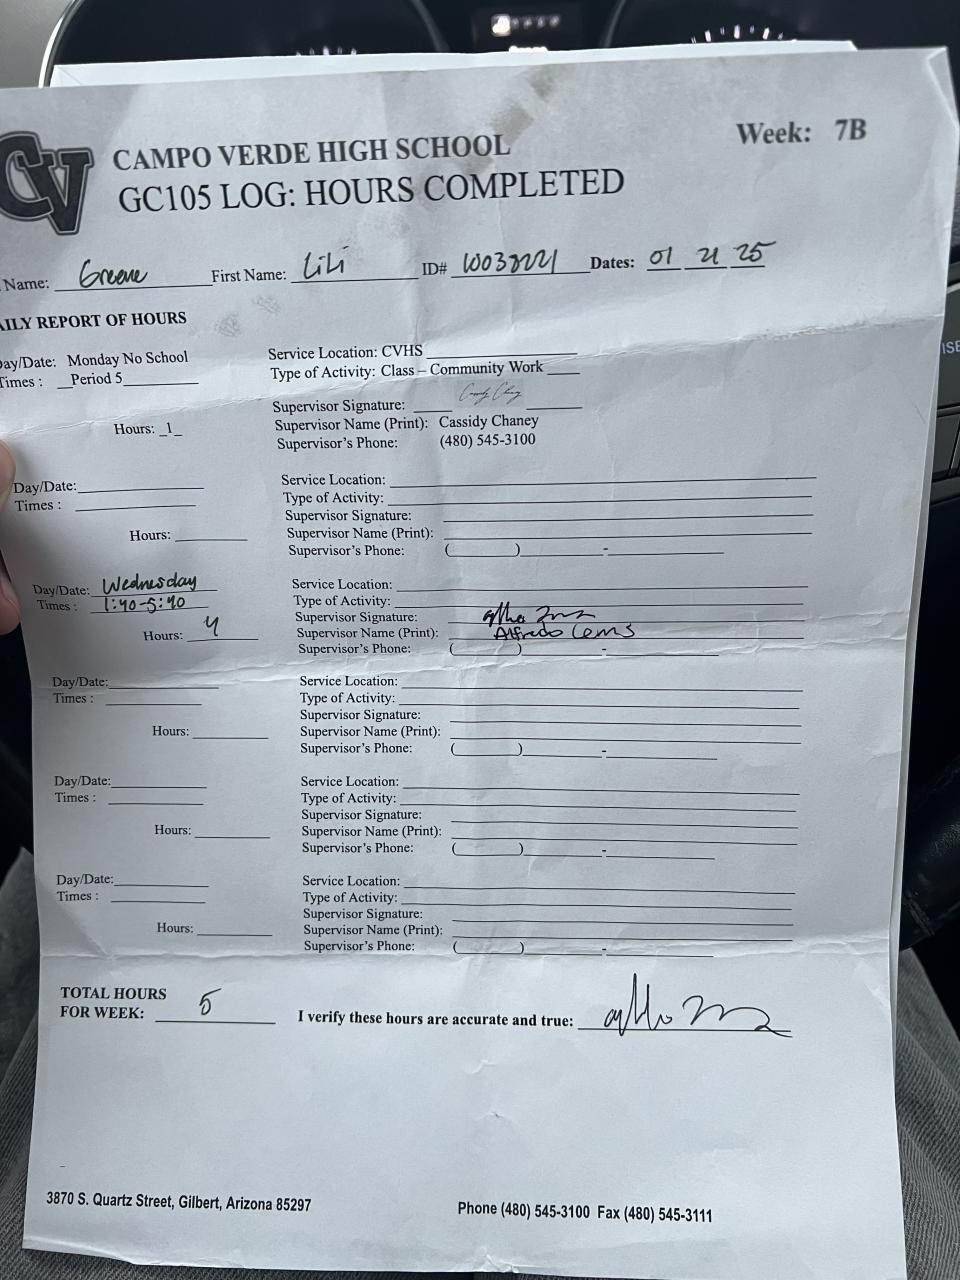 CV
CAMPO VERDE HIGH SCHOOL
Week: 7B
GC105 LOG: HOURS COMPLETED
Name: Greene First Name: Lili ID# Dates: 01 21 25
AILY REPORT OF HOURS
Day/Date: Monday No School
Times : Period 5
Hours: 1
Service Location: CVHS
Type of Activity: Class – Community Work
Supervisor Signature:
Supervisor Name (Print): Cassidy Chaney
Supervisor's Phone: (480) 545-3100
Day/Date:
Times :
Hours:
Service Location:
Type of Activity:
Supervisor Signature:
Supervisor Name (Print):
Supervisor's Phone: ( ) -
Day/Date: Wednesday
Times : 1:40-5:40
Hours: 4
Service Location:
Type of Activity:
Supervisor Signature:
Supervisor Name (Print): Alfredo
Supervisor's Phone: ( ) -
Day/Date:
Times :
Hours:
Service Location:
Type of Activity:
Supervisor Signature:
Supervisor Name (Print):
Supervisor's Phone: ( ) -
Day/Date:
Times :
Hours:
Service Location:
Type of Activity:
Supervisor Signature:
Supervisor Name (Print):
Supervisor's Phone: ( ) -
Day/Date:
Times :
Hours:
Service Location:
Type of Activity:
Supervisor Signature:
Supervisor Name (Print):
Supervisor's Phone: ( ) -
TOTAL HOURS
FOR WEEK: 5
I verify these hours are accurate and true:
3870 S. Quartz Street, Gilbert, Arizona 85297
Phone (480) 545-3100 Fax (480) 545-3111